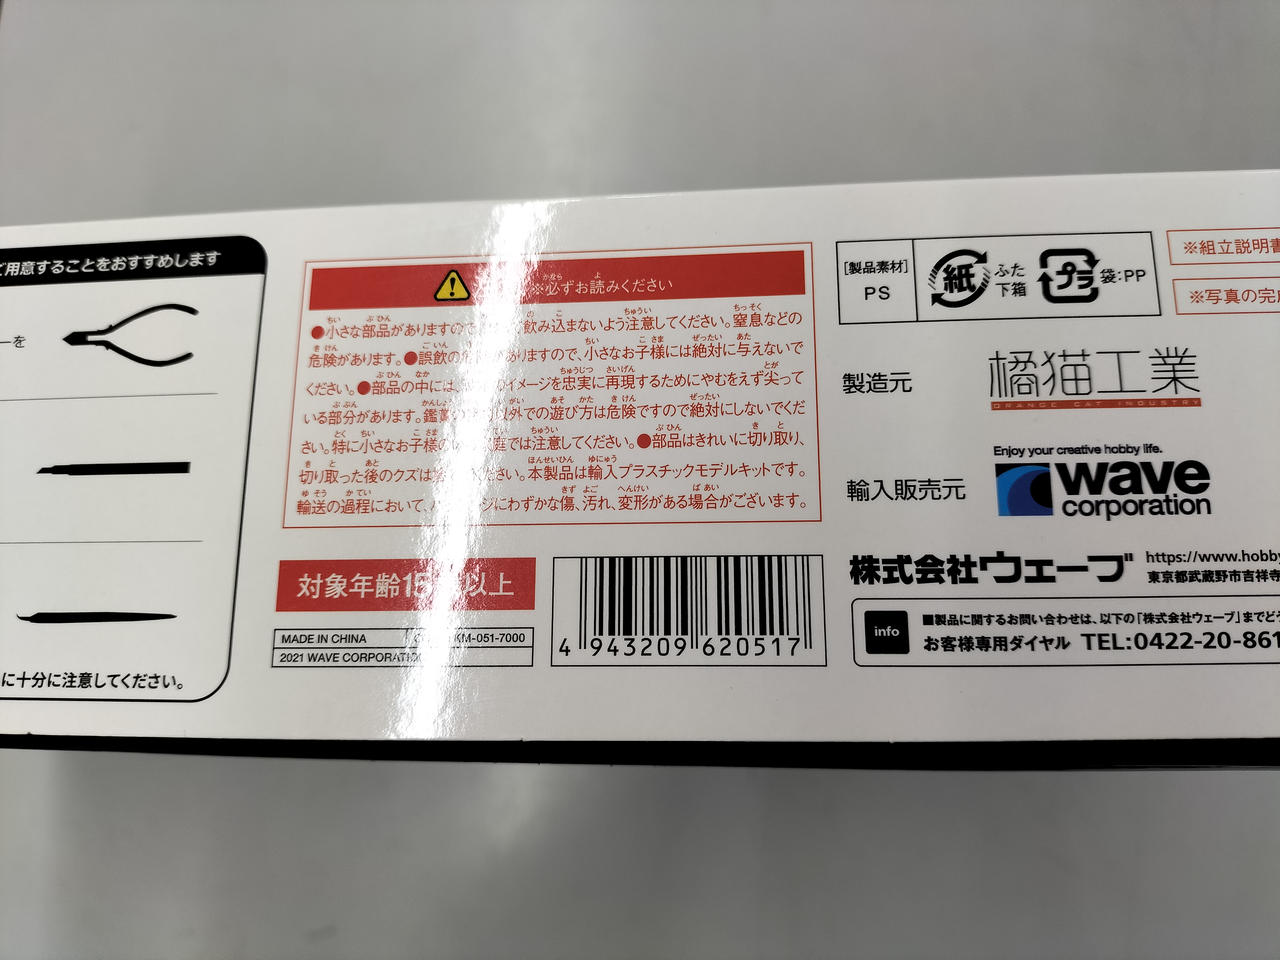 ご用意することをおすすめします
ーを
に十分に注意してください。
※必ずお読みください
●小さな部品がありますので 飲み込まないよう注意してください。窒息などの
危険があります。●誤飲の危 がありますので、小さなお子様には絶対に与えないで
ください。●部品の中には、 のイメージを忠実に再現するためにやむをえず尖って
いる部分があります。鑑賞 以外での遊び方は危険ですので絶対にしないでくだ
さい。特に小さなお子様の 庭では注意してください。●部品はきれいに切り取り、
切り取った後のクズは ください。本製品は輸入プラスチックモデルキットです。
輸送の過程において、 ージにわずかな傷、汚れ、変形がある場合がございます。
対象年齢15 以上
MADE IN CHINA
KM-051-7000
2021 WAVE CORPORATION
4 943209 620517
[製品素材]
PS
紙
ふた
下箱
プラ
袋:PP
※組立説明書
※写真の完成
製造元
橘猫工業
ORANGE CAT INDUSTRY
輸入販売元
Enjoy your creative hobby life.
wave
corporation
株式会社ウェーブ
https://www.hobby
東京都武蔵野市吉祥寺
info
■製品に関するお問い合わせは、以下の「株式会社ウェーブ」までどう
お客様専用ダイヤル TEL:0422-20-861